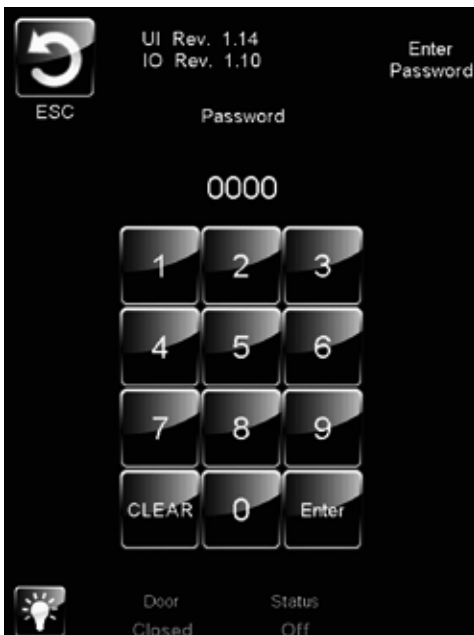 UI Rev. 1.14
IO Rev. 1.10
Enter
Password
ESC
Password
0000
1 2 3
4 5 6
7 8 9
CLEAR 0 Enter
Door Status
Closed Off